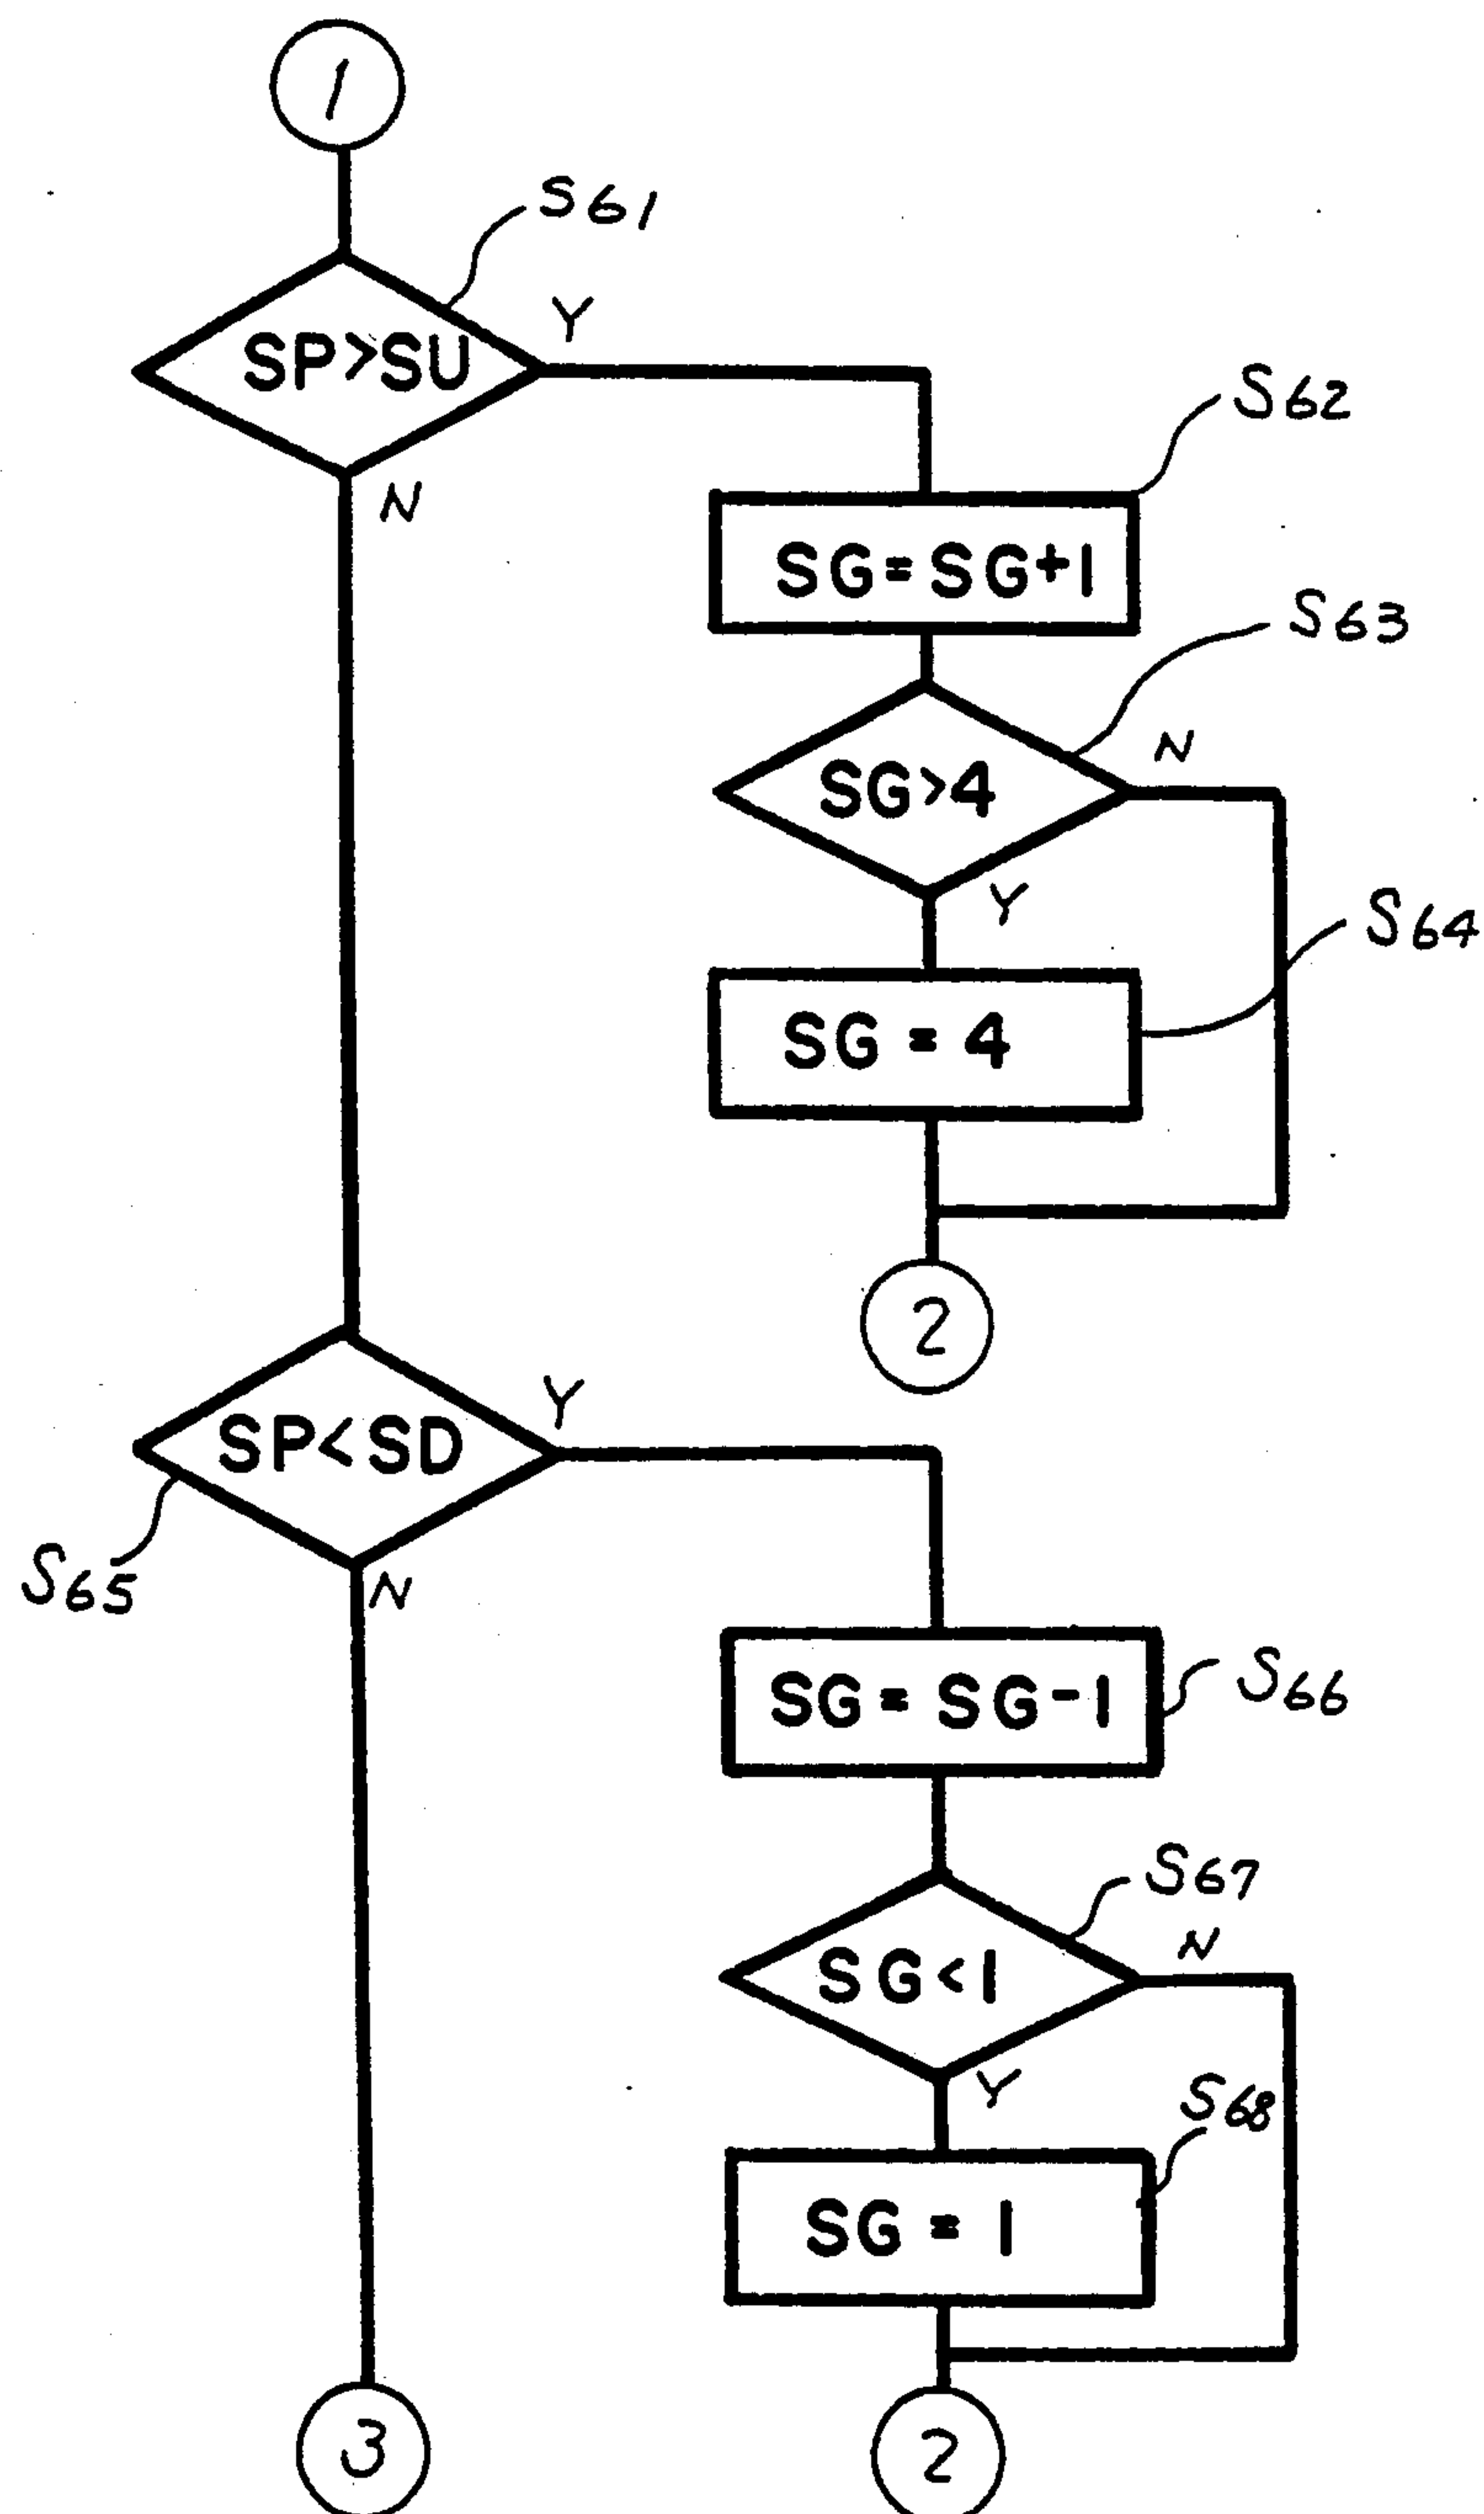 1
S61
SP>SU
Y
N
S62
SG=SG+1
S63
SG>4
N
Y
S64
SG=4
2
SP<SD
Y
S65
N
SG=SG-1
S66
S67
SG<1
N
Y
S68
SG=1
3
2